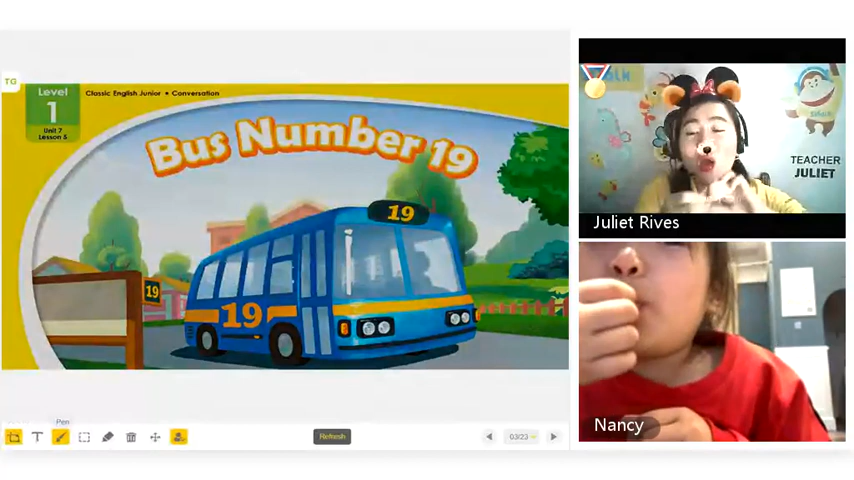 TG
Level
1
Unit 7
Lesson 5
Classic English Junior • Conversation
Bus Number 19
19
19
19
Pen
T
Refresh
03/23
TEACHER
JULIET
Juliet Rives
Nancy